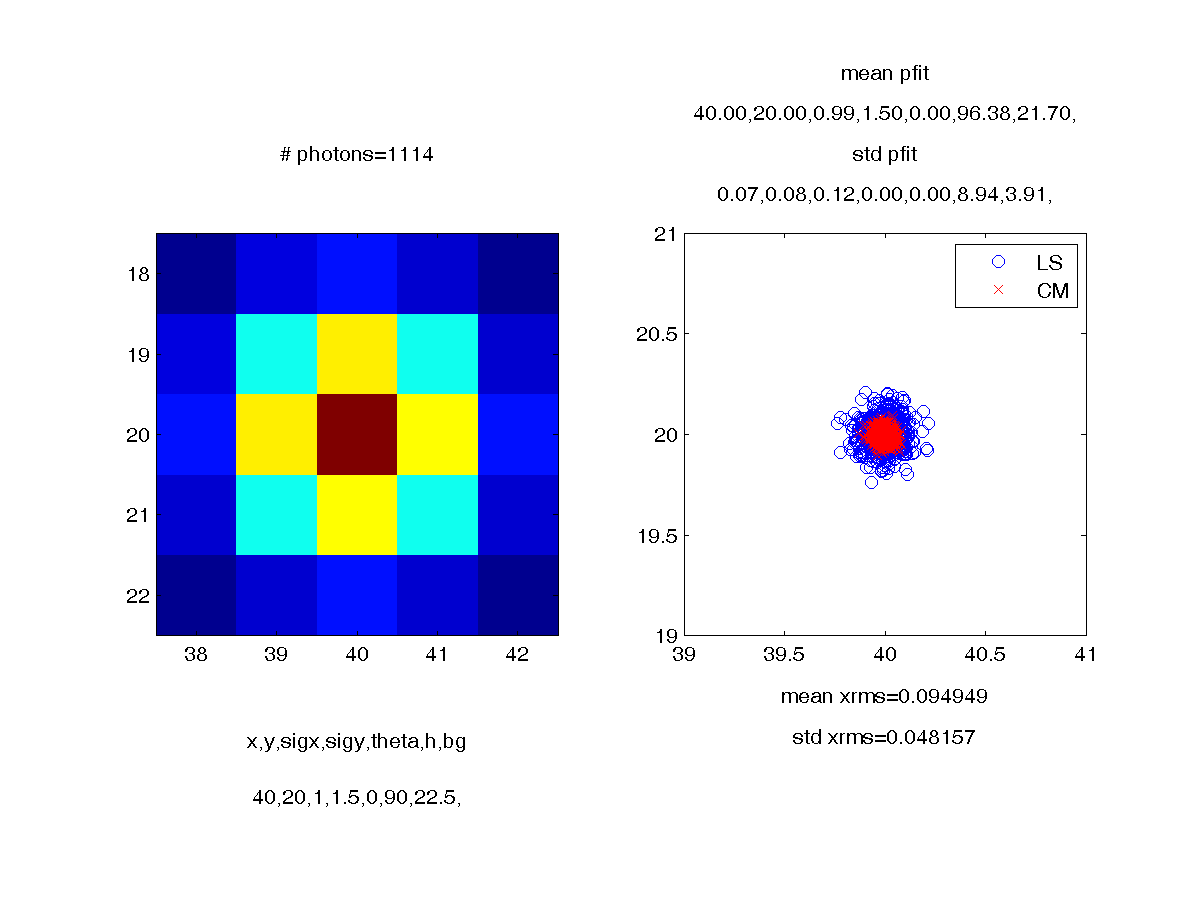 # photons=1114
18
19
20
21
22
38 39 40 41 42
x,y,sigx,sigy,theta,h,bg
40,20,1,1.5,0,90,22.5,
mean pfit
40.00,20.00,0.99,1.50,0.00,96.38,21.70,
std pfit
0.07,0.08,0.12,0.00,0.00,8.94,3.91,
21
LS
CM
20.5
20
19.5
19
39 39.5 40 40.5 41
mean xrms=0.094949
std xrms=0.048157